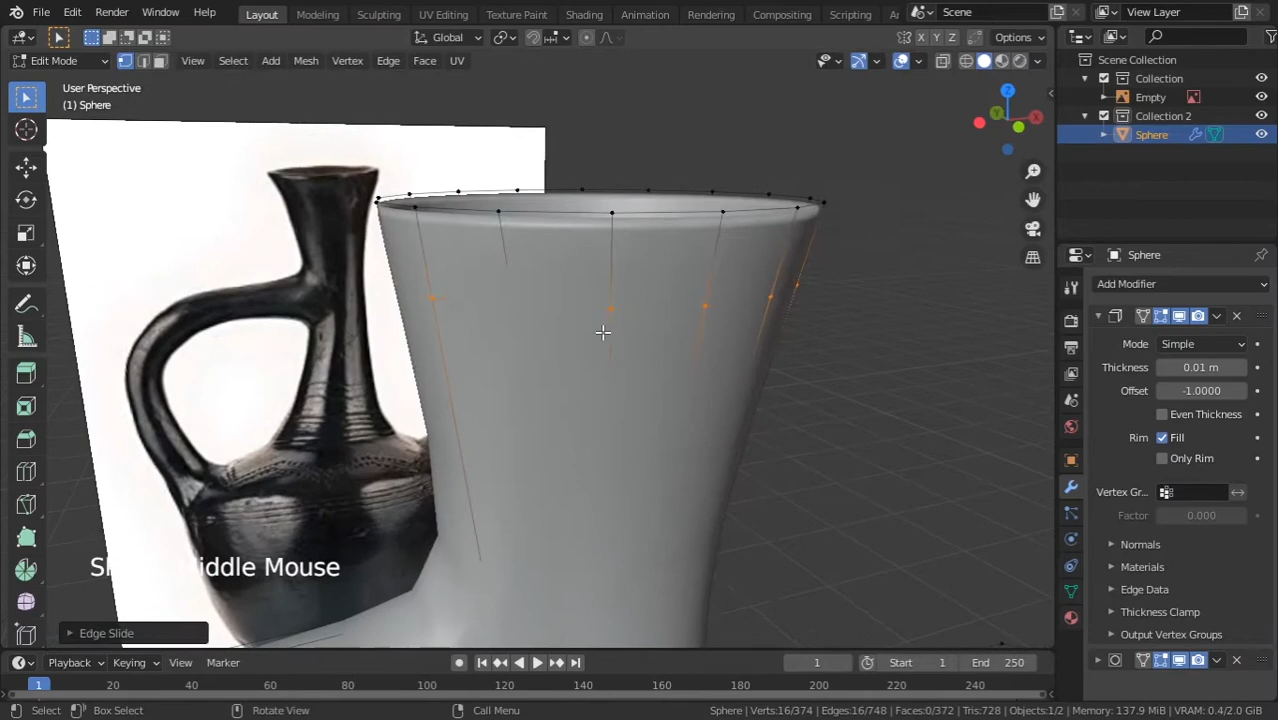 File Edit Render Window Help Layout Modeling Sculpting UV Editing Texture Paint Shading Animation Rendering Compositing Scripting Scene View Layer
Global X Y Z Options
Edit Mode View Select Add Mesh Vertex Edge Face UV
User Perspective
(1) Sphere
Z
Y
X
Scene Collection
Collection
Empty
Collection 2
Sphere
Sphere
Add Modifier
Mode Simple
Thickness 0.01 m
Offset -1.0000
Even Thickness
Rim Fill
Only Rim
Vertex Gr...
Factor 0.000
Normals
Materials
Edge Data
Thickness Clamp
Output Vertex Groups
Middle Mouse
Edge Slide
Playback Keying View Marker 1 Start 1 End 250
1 20 40 60 80 100 120 140 160 180 200 220 240
Select Box Select Rotate View Call Menu Sphere | Verts:16/374 | Edges:16/748 | Faces:0/372 | Tris:728 | Objects:1/2 | Memory: 137.9 MiB | VRAM: 0.4/2.0 GiB